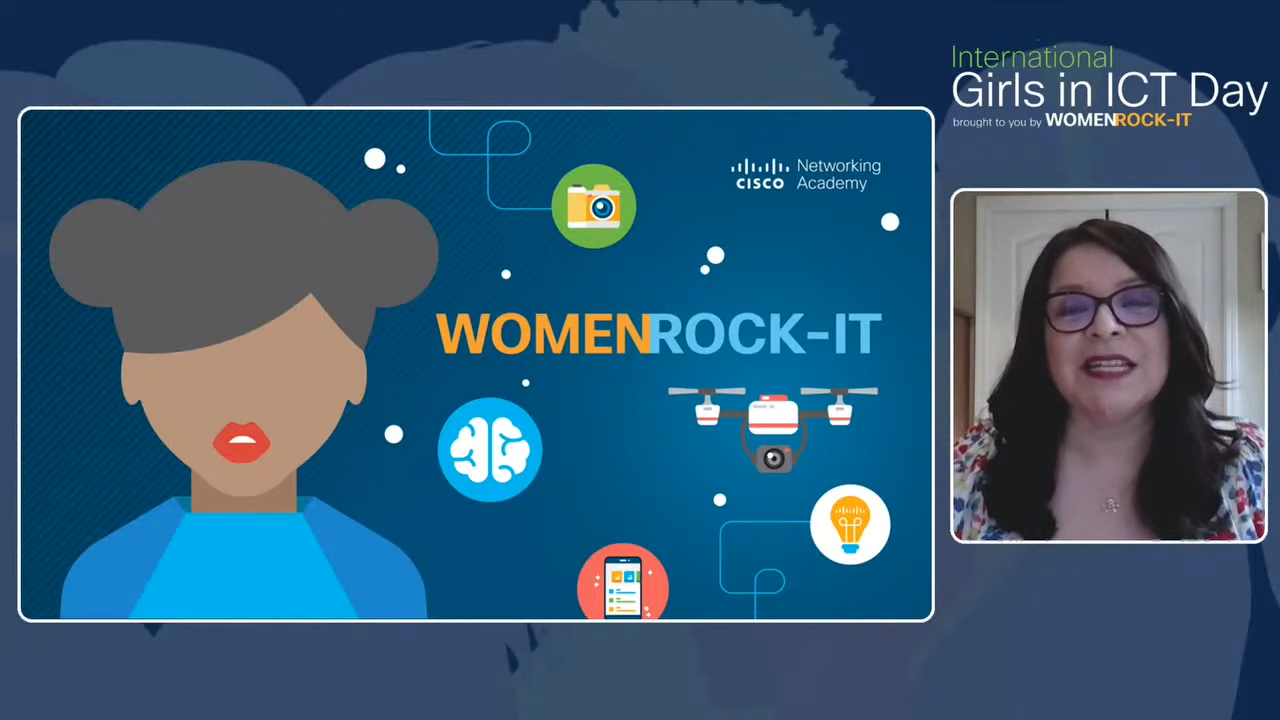 International
Girls in ICT Day
brought to you by WOMENROCK-IT
CISCO Networking
Academy
WOMENROCK-IT